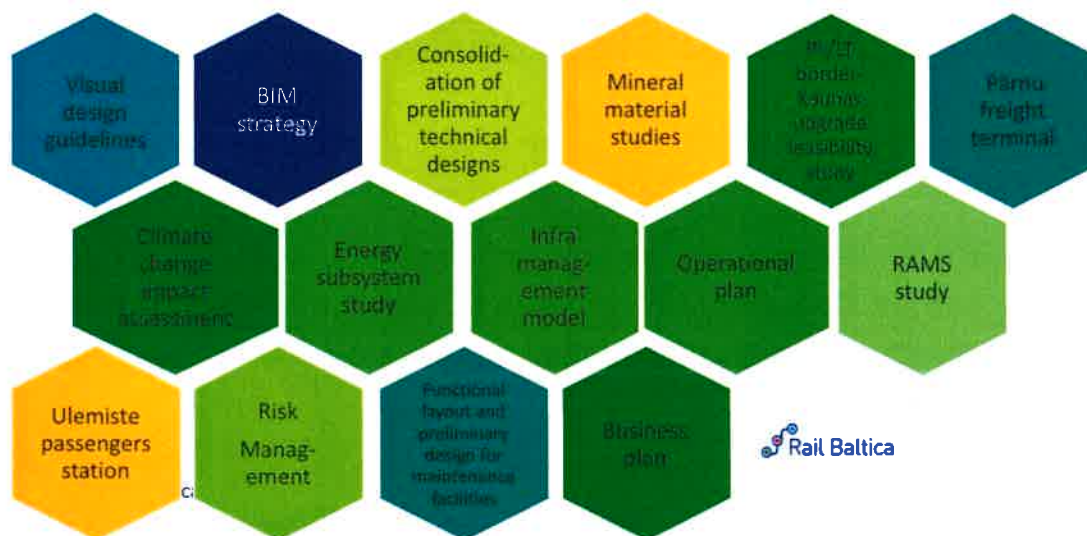 Visual
design
guidelines
BIM
strategy
Consolid-
ation of
preliminary
technical
designs
Mineral
material
studies
PL/LT
border-
Kaunas
upgrade
feasibility
study
Pärnu
freight
terminal
Climate
change
impact
assessment
Energy
subsystem
study
Infra
manag-
ement
model
Operational
plan
RAMS
study
Ulemiste
passengers
station
Risk
Manag-
ement
Functional
layout and
preliminary
design for
maintenance
facilities
Business
plan
Rail Baltica